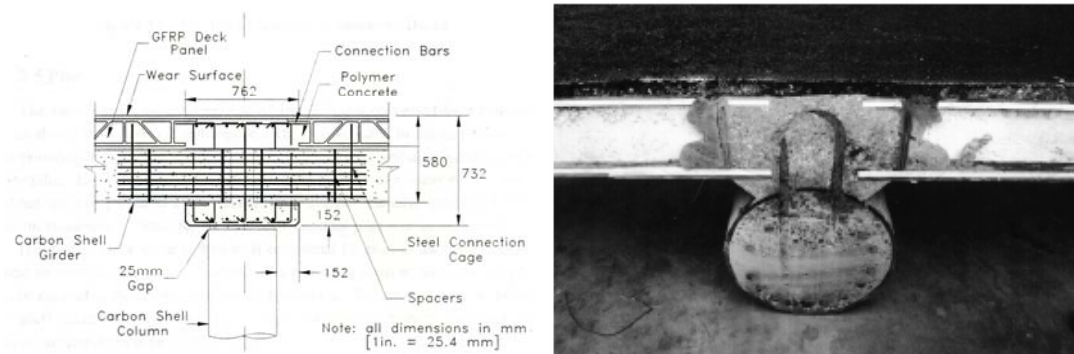 GFRP Deck
Panel
Wear Surface
762
Connection Bars
Polymer
Concrete
580
732
152
Carbon Shell
Girder
25mm
Gap
152
Steel Connection
Cage
Spacers
Carbon Shell
Column
Note: all dimensions in mm.
[1in. = 25.4 mm]